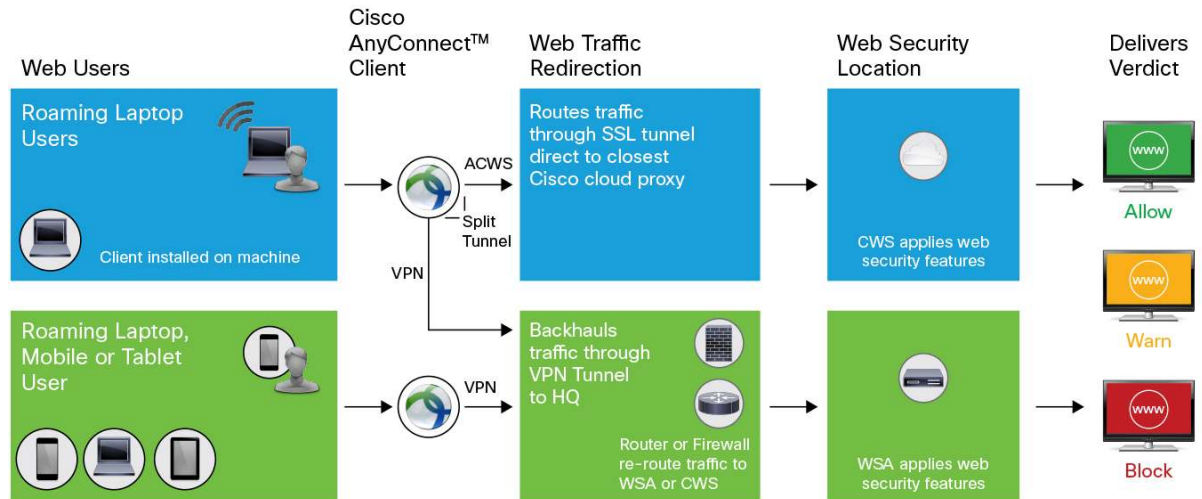 Web Users
Cisco
AnyConnect™
Client
Web Traffic
Redirection
Web Security
Location
Delivers
Verdict
Roaming Laptop
Users
Client installed on machine
ACWS
Split
Tunnel
VPN
Routes traffic
through SSL tunnel
direct to closest
Cisco cloud proxy
CWS applies web
security features
www
Allow
www
Warn
Roaming Laptop,
Mobile or Tablet
User
VPN
Backhauls
traffic through
VPN Tunnel
to HQ
Router or Firewall
re-route traffic to
WSA or CWS
WSA applies web
security features
www
Block